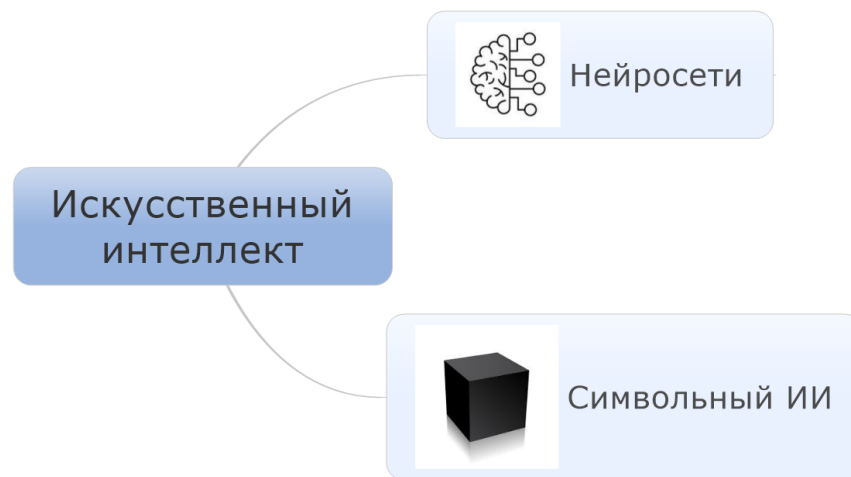 Нейросети
Искусственный
интеллект
Символьный ИИ